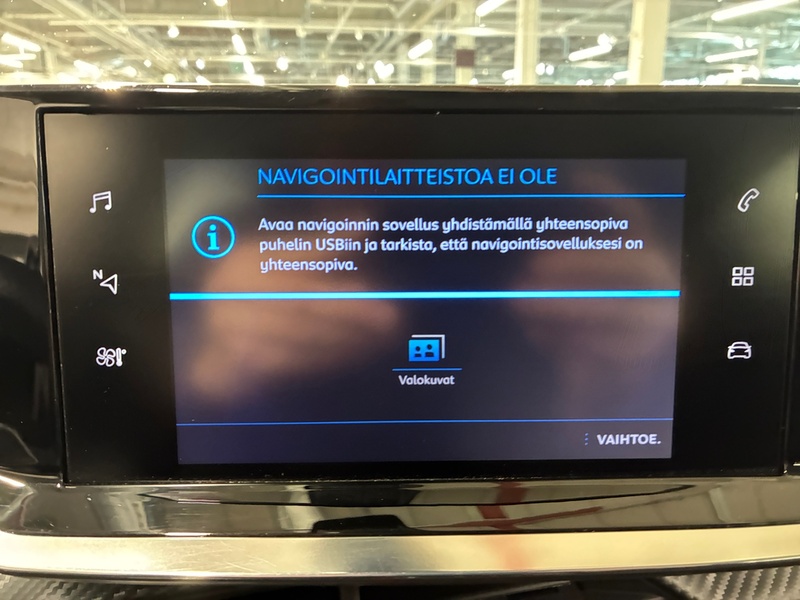 NAVIGOINTILAITTEISTOA EI OLE
Avaa navigoinnin sovellus yhdistämällä yhteensopiva
puhelin USBiin ja tarkista, että navigointisovelluksesi on
yhteensopiva.
N
Valokuvat
VAIHTOE.